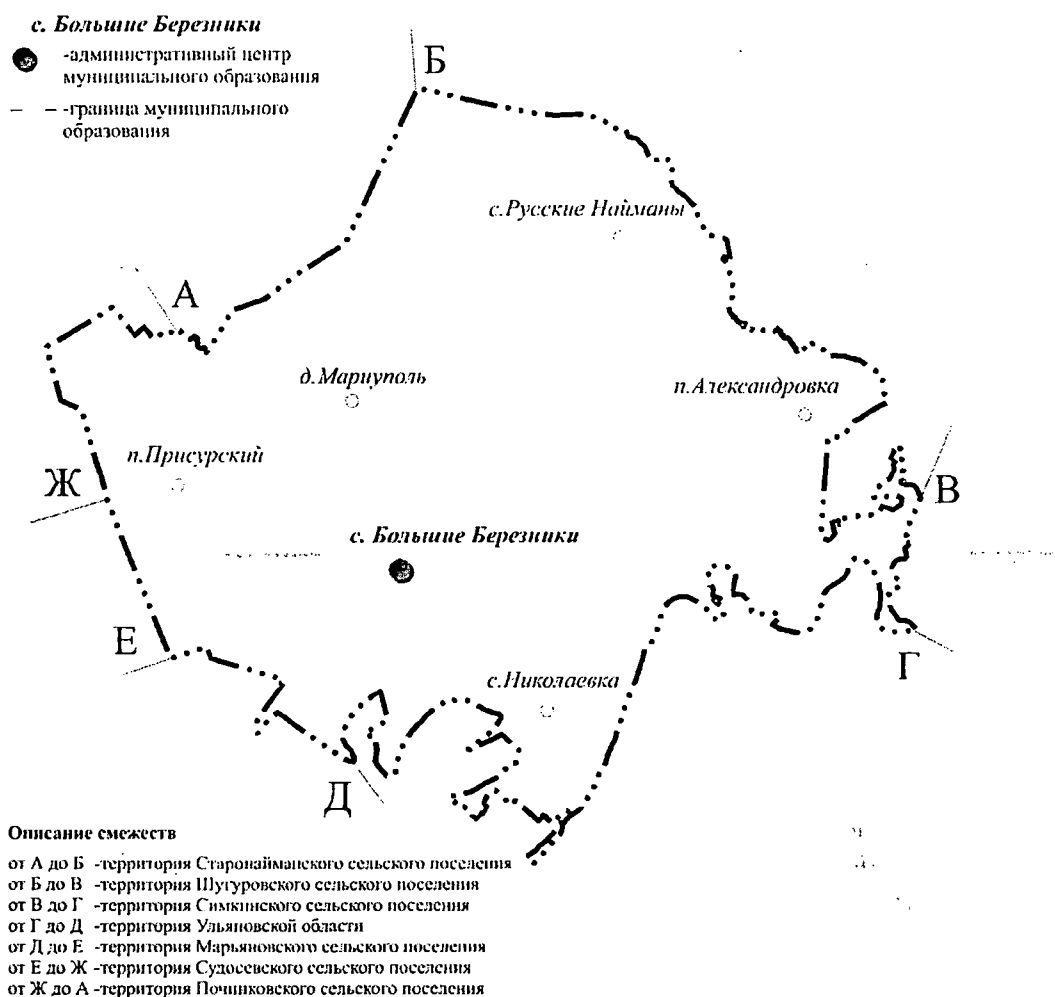 с. Большие Березники
-административный центр
муниципального образования
-граница муниципального
образования
Б
с.Русские Найманы
А
д.Мариуполь
п.Александровка
п.Присурский
Ж
В
с. Большие Березники
Е
Г
с.Николаевка
Д
Описание смежеств
от А до Б -территория Старонайманского сельского поселения
от Б до В -территория Шугуровского сельского поселения
от В до Г -территория Симкинского сельского поселения
от Г до Д -территория Ульяновской области
от Д до Е -территория Марьяновского сельского поселения
от Е до Ж -территория Судосевского сельского поселения
от Ж до А -территория Починковского сельского поселения